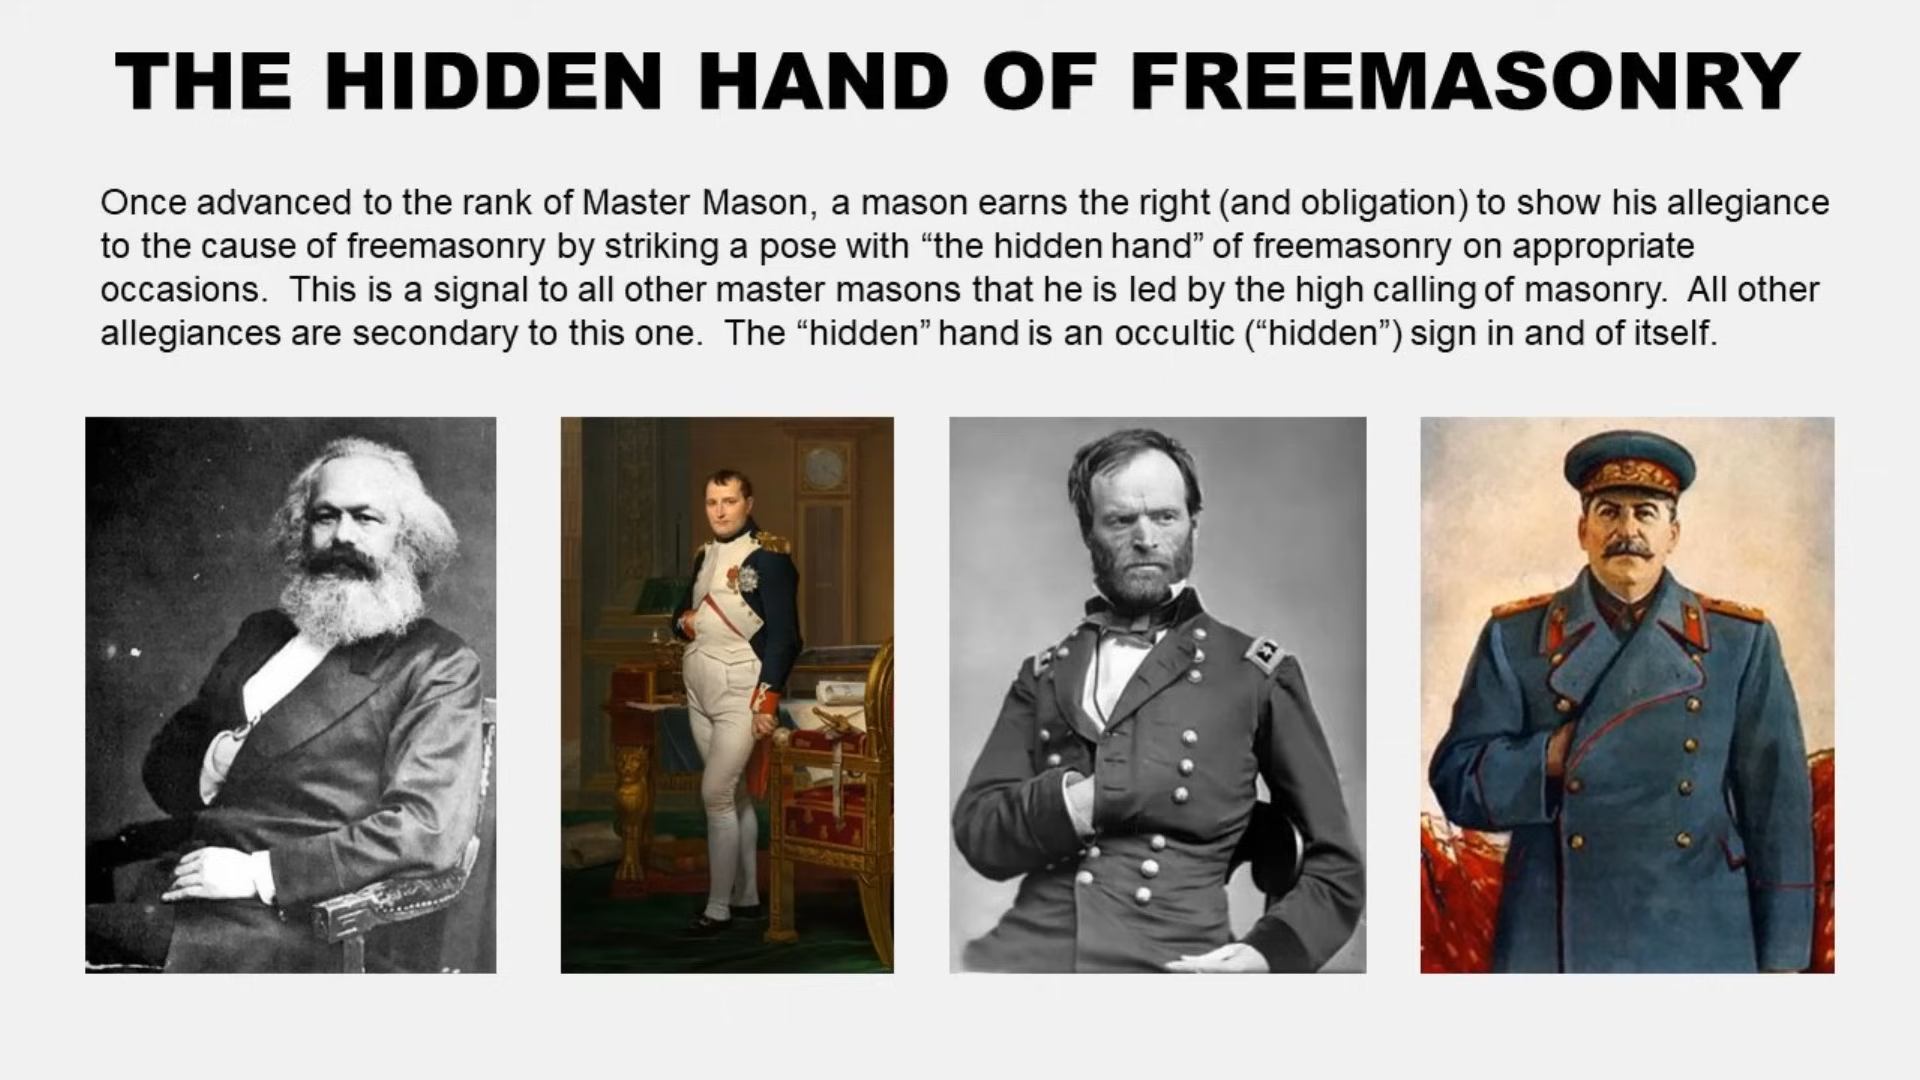 THE HIDDEN HAND OF FREEMASONRY
Once advanced to the rank of Master Mason, a mason earns the right (and obligation) to show his allegiance
to the cause of freemasonry by striking a pose with “the hidden hand” of freemasonry on appropriate
occasions.  This is a signal to all other master masons that he is led by the high calling of masonry.  All other
allegiances are secondary to this one.  The “hidden” hand is an occultic (“hidden”) sign in and of itself.